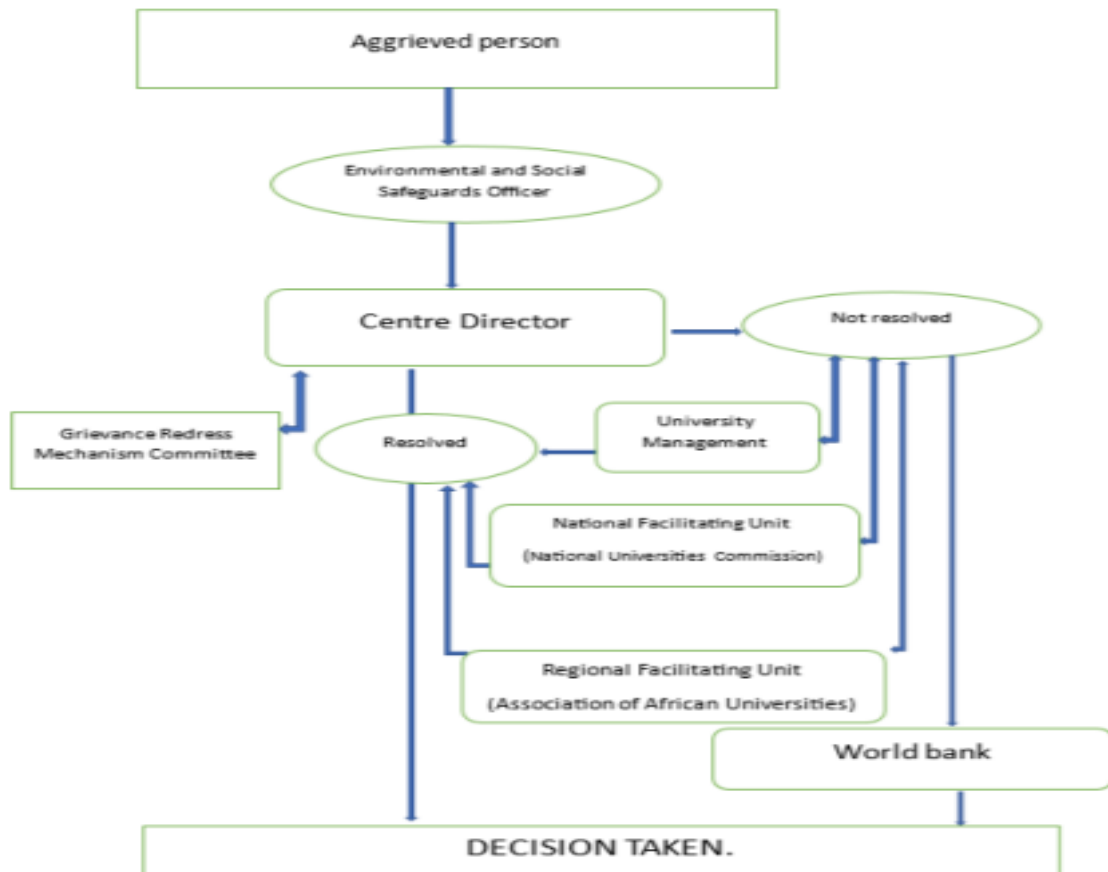 Aggrieved person
Environmental and Social
Safeguards Officer
Centre Director
Not resolved
Grievance Redress
Mechanism Committee
Resolved
University
Management
National Facilitating Unit
(National Universities Commission)
Regional Facilitating Unit
(Association of African Universities)
World bank
DECISION TAKEN.